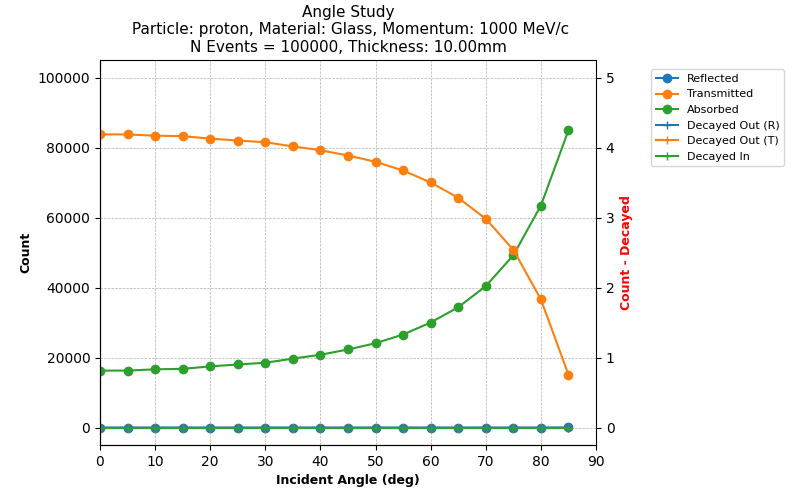 Angle Study
Particle: proton, Material: Glass, Momentum: 1000 MeV/c
N Events = 100000, Thickness: 10.00mm
100000
80000
60000
40000
20000
0
Count
0 10 20 30 40 50 60 70 80 90
Incident Angle (deg)
5
4
3
2
1
0
Count - Decayed
Reflected
Transmitted
Absorbed
Decayed Out (R)
Decayed Out (T)
Decayed In